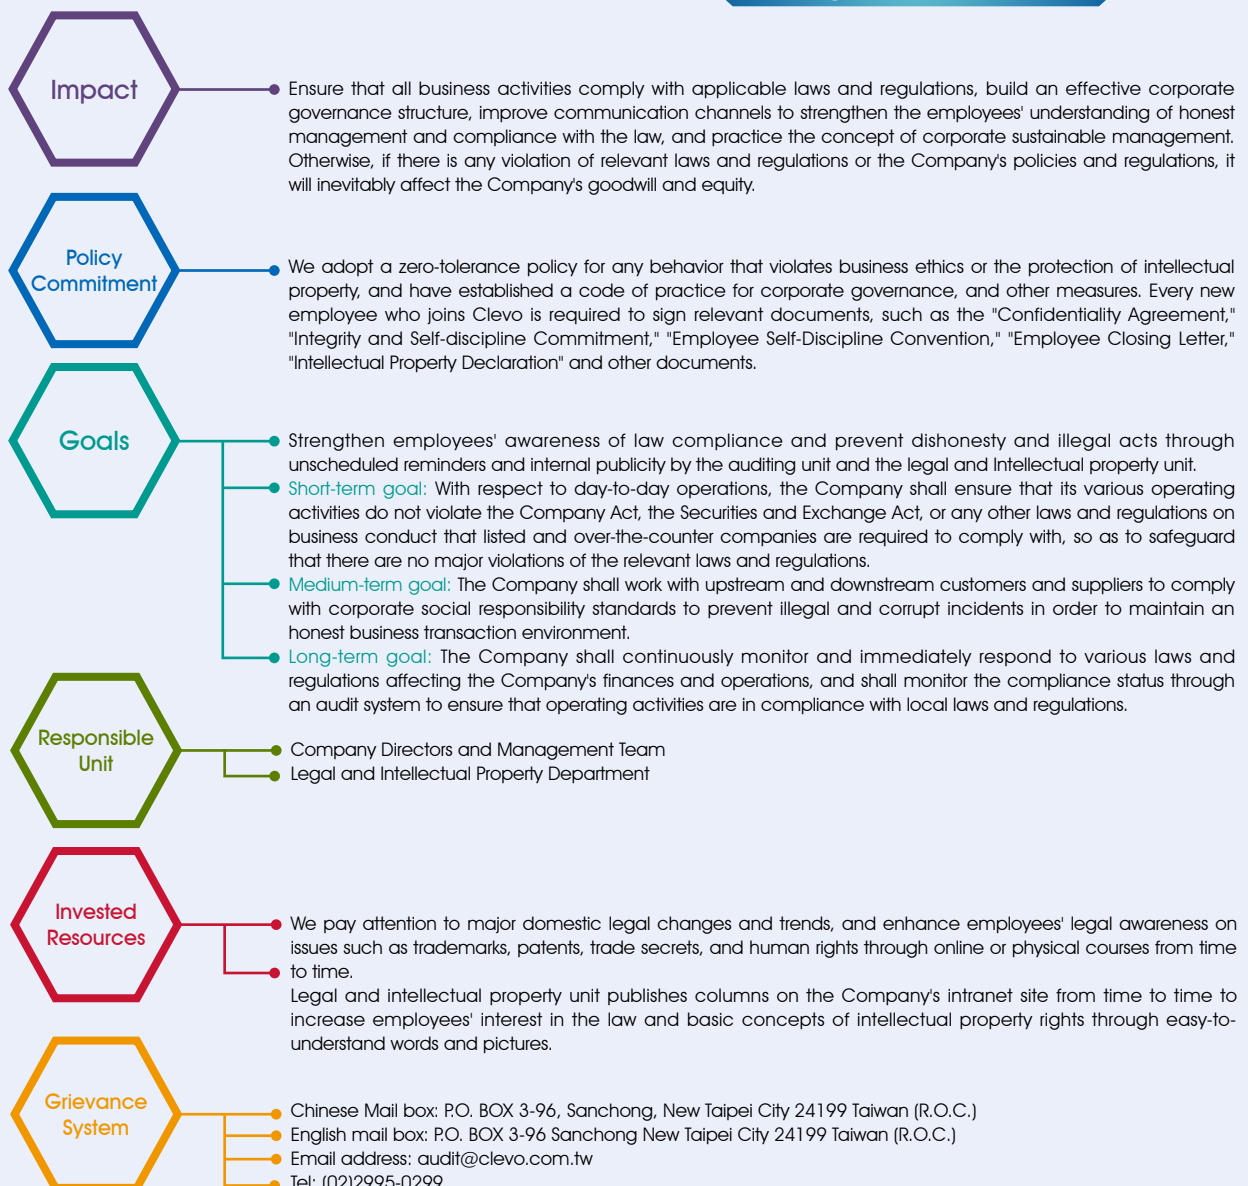 Impact
Ensure that all business activities comply with applicable laws and regulations, build an effective corporate
governance structure, improve communication channels to strengthen the employees' understanding of honest
management and compliance with the law, and practice the concept of corporate sustainable management.
Otherwise, if there is any violation of relevant laws and regulations or the Company's policies and regulations, it
will inevitably affect the Company's goodwill and equity.
Policy
Commitment
We adopt a zero-tolerance policy for any behavior that violates business ethics or the protection of intellectual
property, and have established a code of practice for corporate governance, and other measures. Every new
employee who joins Clevo is required to sign relevant documents, such as the "Confidentiality Agreement,"
"Integrity and Self-discipline Commitment," "Employee Self-Discipline Convention," "Employee Closing Letter,"
"Intellectual Property Declaration" and other documents.
Goals
Strengthen employees' awareness of law compliance and prevent dishonesty and illegal acts through
unscheduled reminders and internal publicity by the auditing unit and the legal and Intellectual property unit.
Short-term goal: With respect to day-to-day operations, the Company shall ensure that its various operating
activities do not violate the Company Act, the Securities and Exchange Act, or any other laws and regulations on
business conduct that listed and over-the-counter companies are required to comply with, so as to safeguard
that there are no major violations of the relevant laws and regulations.
Medium-term goal: The Company shall work with upstream and downstream customers and suppliers to comply
with corporate social responsibility standards to prevent illegal and corrupt incidents in order to maintain an
honest business transaction environment.
Long-term goal: The Company shall continuously monitor and immediately respond to various laws and
regulations affecting the Company's finances and operations, and shall monitor the compliance status through
an audit system to ensure that operating activities are in compliance with local laws and regulations.
Responsible
Unit
Company Directors and Management Team
Legal and Intellectual Property Department
Invested
Resources
We pay attention to major domestic legal changes and trends, and enhance employees' legal awareness on
issues such as trademarks, patents, trade secrets, and human rights through online or physical courses from time
to time.
Legal and intellectual property unit publishes columns on the Company's intranet site from time to time to
increase employees' interest in the law and basic concepts of intellectual property rights through easy-to-
understand words and pictures.
Grievance
System
Chinese Mail box: P.O. BOX 3-96, Sanchong, New Taipei City 24199 Taiwan (R.O.C.)
English mail box: P.O. BOX 3-96 Sanchong New Taipei City 24199 Taiwan (R.O.C.)
Email address: audit@clevo.com.tw
Tel: (02)2995-0299